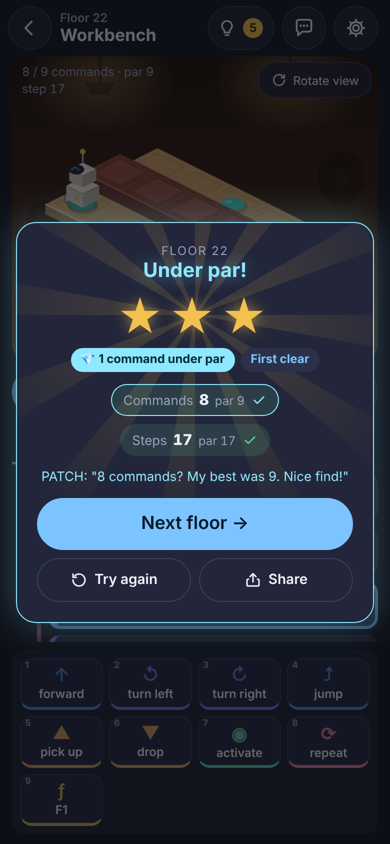 Floor 22
Workbench
5
8 / 9 commands · par 9
step 17
Rotate view
FLOOR 22
Under par!
1 command under par
First clear
Commands 8 par 9
Steps 17 par 17
PATCH: "8 commands? My best was 9. Nice find!"
Next floor →
Try again
Share
1 forward
2 turn left
3 turn right
4 jump
5 pick up
6 drop
7 activate
8 repeat
9 ƒ F1